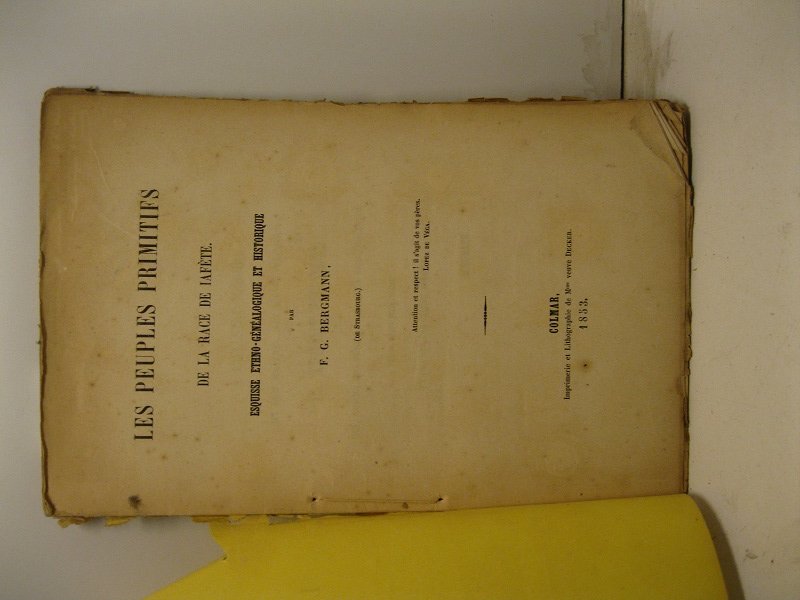 LES PEUPLES PRIMITIFS
DE LA RACE DE IAFÈTE.
ESQUISSE ETHNO-GÉNÉALOGIQUE ET HISTORIQUE
PAR
F. G. BERGMANN,
(DE STRASBOURG.)
Attention et respect ! il s'agit de vos pères.
LOPEZ DE VÉGA.
COLMAR,
Imprimerie et Lithographie de Mme veuve DECKER.
1853.